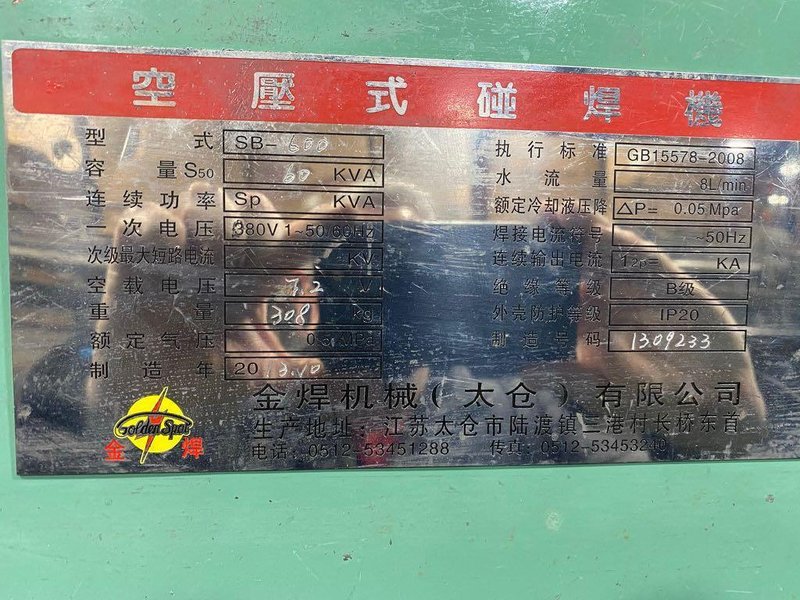 空壓式碰焊機
型 式 SB-600
容 量 S50 60 KVA
连续功率 Sp KVA
一次电压 380V 1~50/60Hz
次级最大短路电流 KV
空载电压 7.2 V
重 量 308 kg
额定气压
制造年 20 13.10
执行标准 GB15578-2008
水流量 8L/min
额定冷却液压降 △P= 0.05Mpa
焊接电流符号 ~50Hz
连续输出电流 I2p= KA
绝缘等级 B级
外壳防护等级 IP20
制造号码 1309233
Golden Spot
金焊
金焊机械(太仓)有限公司
生产地址:江苏太仓市陆渡镇三港村长桥东首
电话:0512-53451288 传真:0512-53453240